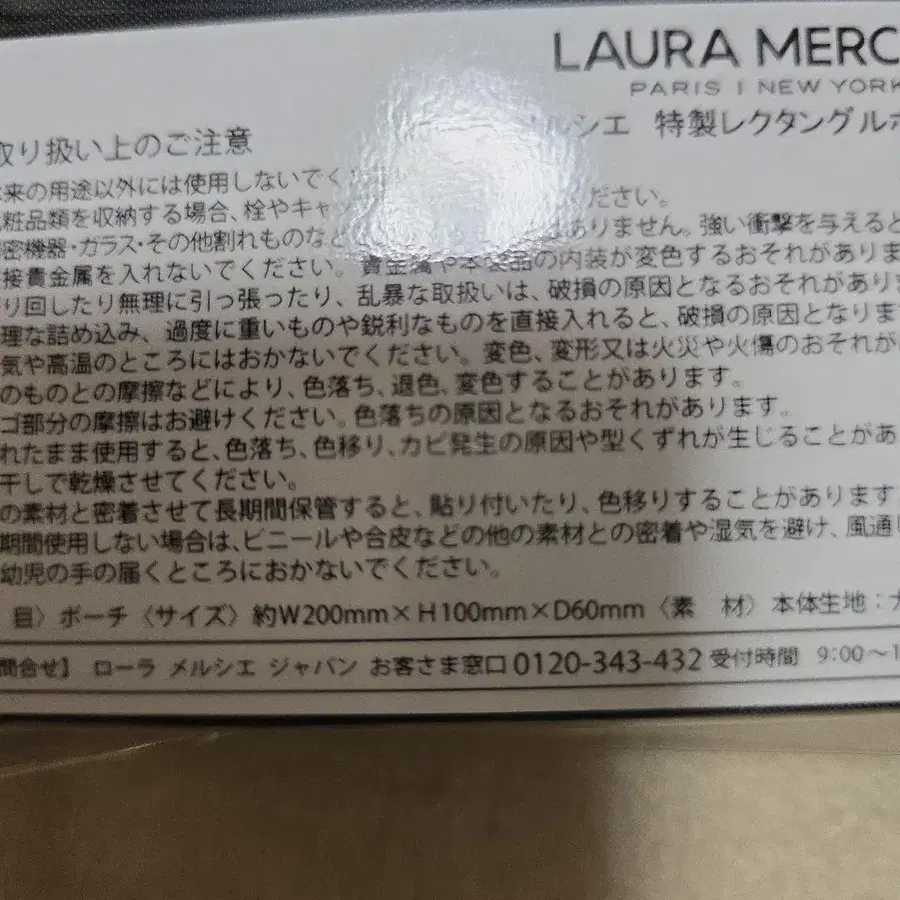 LAURA MERC
PARIS | NEW YORK
メルシエ 特製レクタングルポ
取り扱い上のご注意
来の用途以外には使用しないでく ください。
粧品類を収納する場合、栓やキャ はありません。強い衝撃を与えると
密機器・ガラス・その他割れものなど
接貴金属を入れないでください。貴金属や本製品の内装が変色するおそれがありま
り回したり無理に引っ張ったり、乱暴な取扱いは、破損の原因となるおそれがあり
理な詰め込み、過度に重いものや鋭利なものを直接入れると、破損の原因となります
気や高温のところにはおかないでください。変色、変形又は火災や火傷のおそれが
のものとの摩擦などにより、色落ち、退色、変色することがあります。
ゴ部分の摩擦はお避けください。色落ちの原因となるおそれがあります。
れたまま使用すると、色落ち、色移り、カビ発生の原因や型くずれが生じることがあ
干しで乾燥させてください。
の素材と密着させて長期間保管すると、貼り付いたり、色移りすることがあります
期間使用しない場合は、ビニールや合皮などの他の素材との密着や湿気を避け、風通し
幼児の手の届くところにおかないでください。
目〉ポーチ〈サイズ〉約W200mm×H100mm×D60mm〈素 材〉本体生地:
問合せ】 ローラ メルシエ ジャパン お客さま窓口 0120-343-432 受付時間 9:00～1